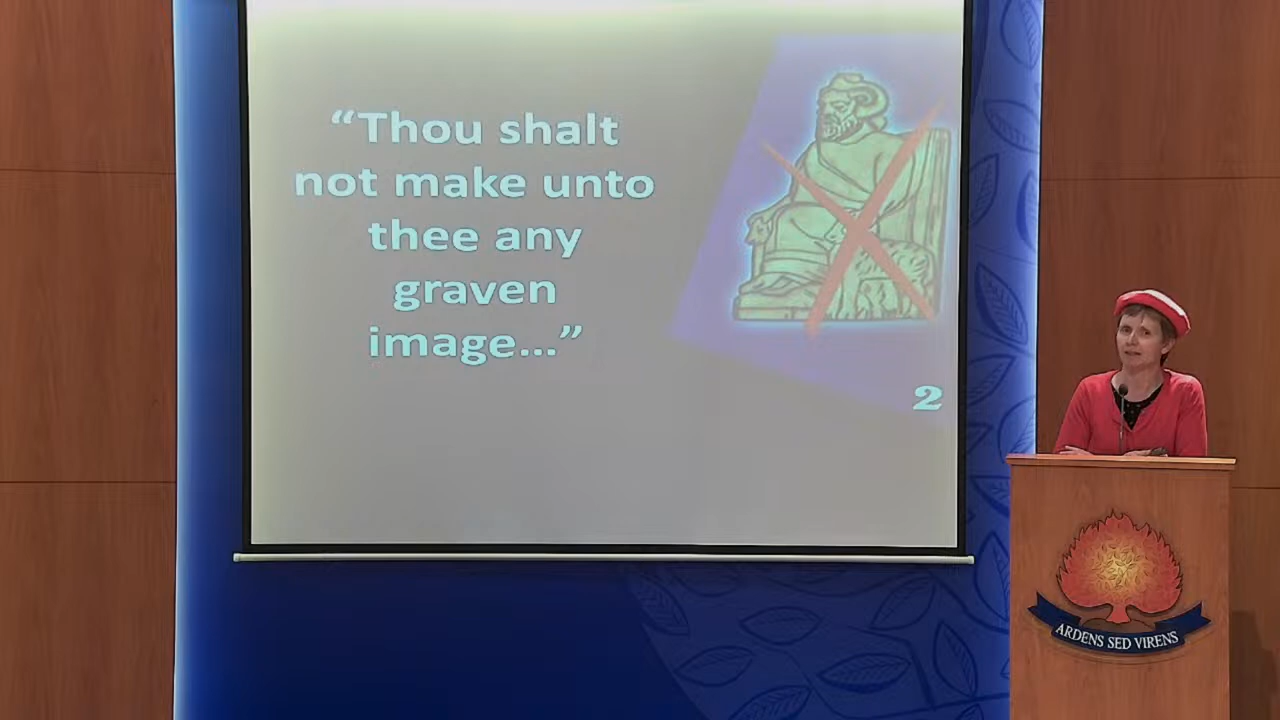 “Thou shalt
not make unto
thee any
graven
image...”
2
ARDENS SED VIRENS